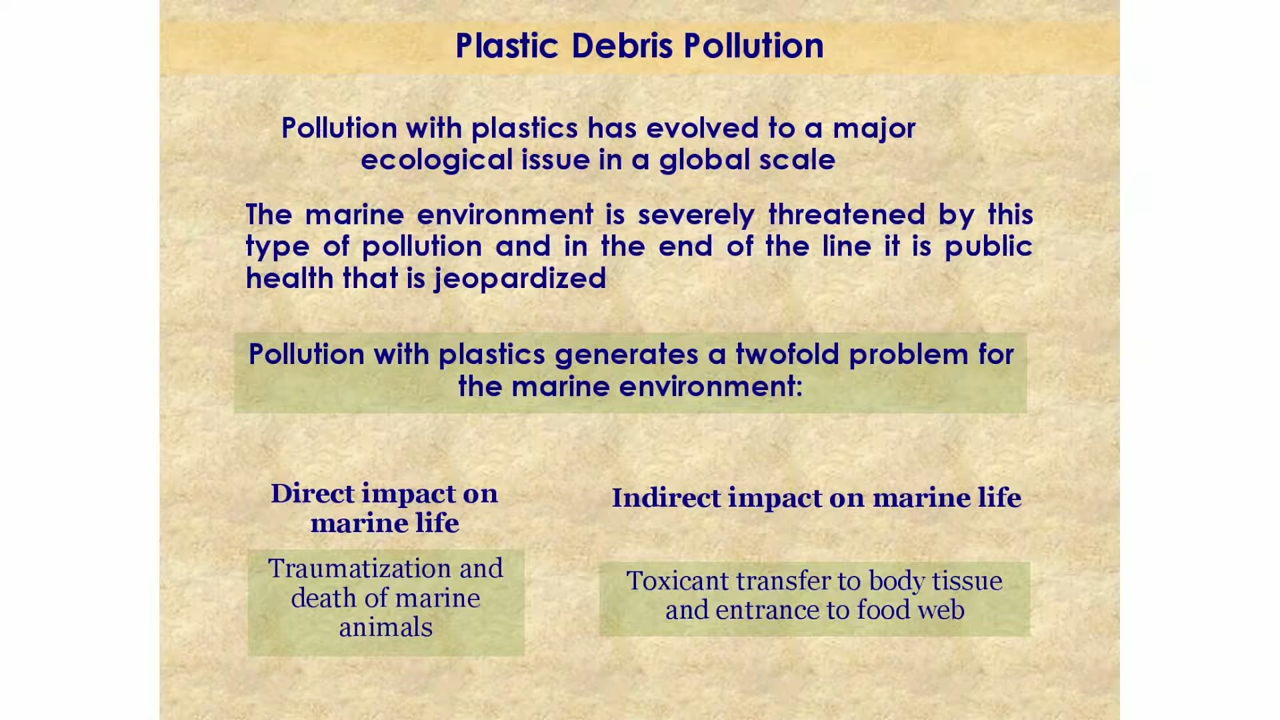 Plastic Debris Pollution
Pollution with plastics has evolved to a major
ecological issue in a global scale
The marine environment is severely threatened by this
type of pollution and in the end of the line it is public
health that is jeopardized
Pollution with plastics generates a twofold problem for
the marine environment:
Direct impact on
marine life
Traumatization and
death of marine
animals
Indirect impact on marine life
Toxicant transfer to body tissue
and entrance to food web